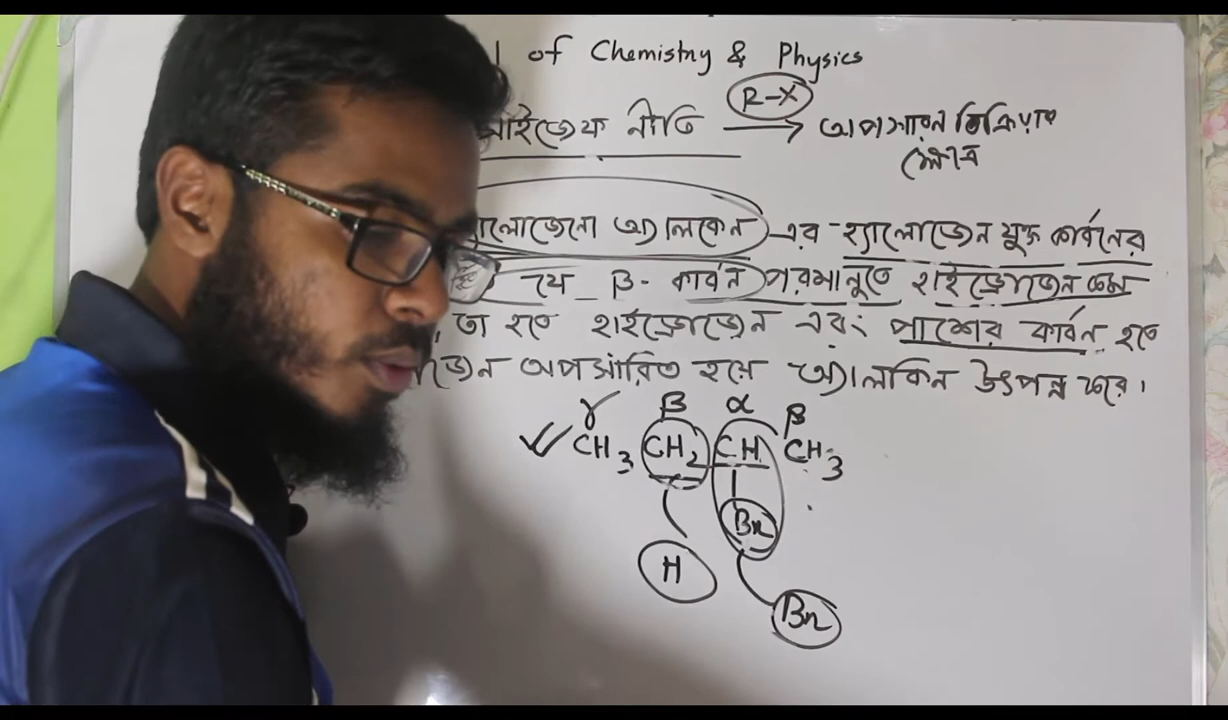 of Chemistry & Physics
নীতি → R-X অপসারন বিক্রিয়ার
ক্ষেত্রে
অ্যালকেন এর হ্যালোজেন যুক্ত কার্বনের
যে β- কার্বন পরমানুতে হাইড্রোজেন কম
তা হতে হাইড্রোজেন এবং পাশের কার্বন হতে
অপসারিত হয়ে অ্যালকিন উৎপন্ন করে।
γ β α β
CH3 CH2 CH CH3
Br
H
Br